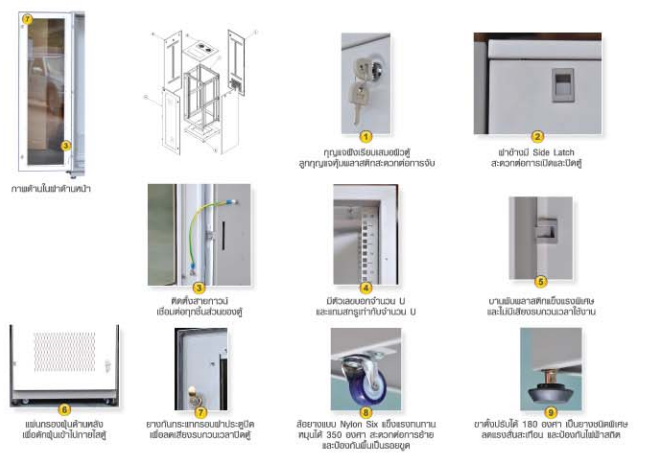 7
3
ภาพด้านในฝาด้านหน้า
1
กุญแจฝังเรียบเสมอผิวตู้
ลูกกุญแจหุ้มพลาสติกสะดวกต่อการจับ
2
ฝาข้างมี Side Latch
สะดวกต่อการเปิดและปิดตู้
3
ติดตั้งสายกราวน์
เชื่อมต่อทุกชิ้นส่วนของตู้
4
มีตัวเลขบอกจำนวน U
และแถมสกรูเท่ากับจำนวน U
5
บานพับพลาสติกแข็งแรงพิเศษ
และไม่มีเสียงรบกวนเวลาใช้งาน
6
แผ่นกรองฝุ่นด้านหลัง
เพื่อดักฝุ่นเข้าไปภายใสตู้
7
ยางกันกระแทกรอบฝาประตูปิด
เพื่อลดเสียงรบกวนเวลาปิดตู้
8
ล้อยางแบบ Nylon Six แข็งแรงทนทาน
หมุนได้ 350 องศา สะดวกต่อการย้าย
และป้องกันพื้นเป็นรอยขูด
9
ขาตั้งปรับได้ 180 องศา เป็นยางชนิดพิเศษ
ลดแรงสั่นสะเทือน และป้องกันไฟฟ้าสถิต